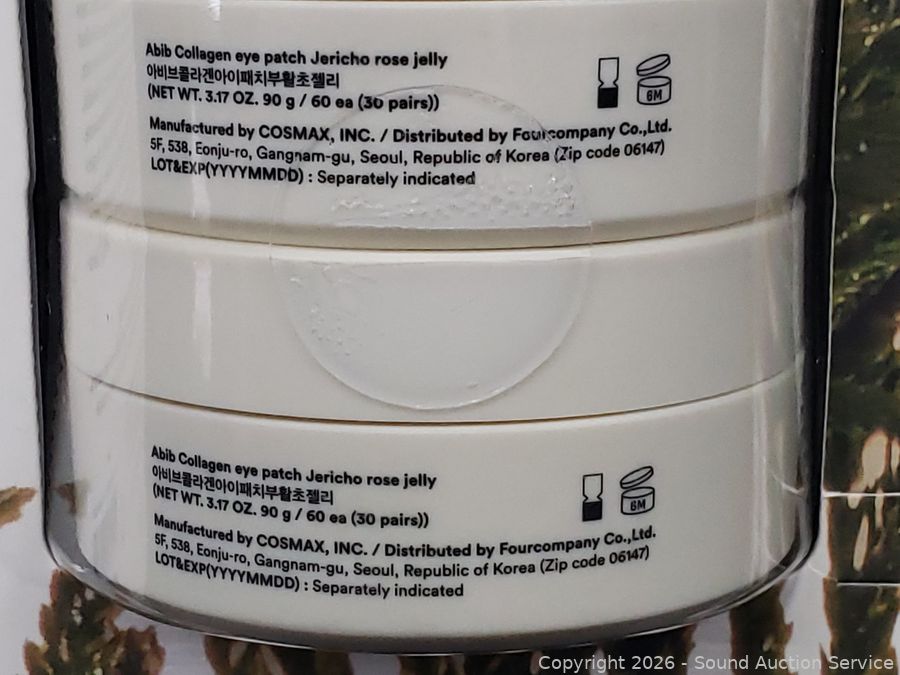 Abib Collagen eye patch Jericho rose jelly
아비브콜라겐아이패치부활초젤리
(NET WT. 3.17 OZ. 90 g / 60 ea (30 pairs))
6M
Manufactured by COSMAX, INC. / Distributed by Fourcompany Co.,Ltd.
5F, 538, Eonju-ro, Gangnam-gu, Seoul, Republic of Korea (Zip code 06147)
LOT&EXP(YYYYMMDD) : Separately indicated
Abib Collagen eye patch Jericho rose jelly
아비브콜라겐아이패치부활초젤리
(NET WT. 3.17 OZ. 90 g / 60 ea (30 pairs))
6M
Manufactured by COSMAX, INC. / Distributed by Fourcompany Co.,Ltd.
5F, 538, Eonju-ro, Gangnam-gu, Seoul, Republic of Korea (Zip code 06147)
LOT&EXP(YYYYMMDD) : Separately indicated
Copyright 2026 - Sound Auction Service